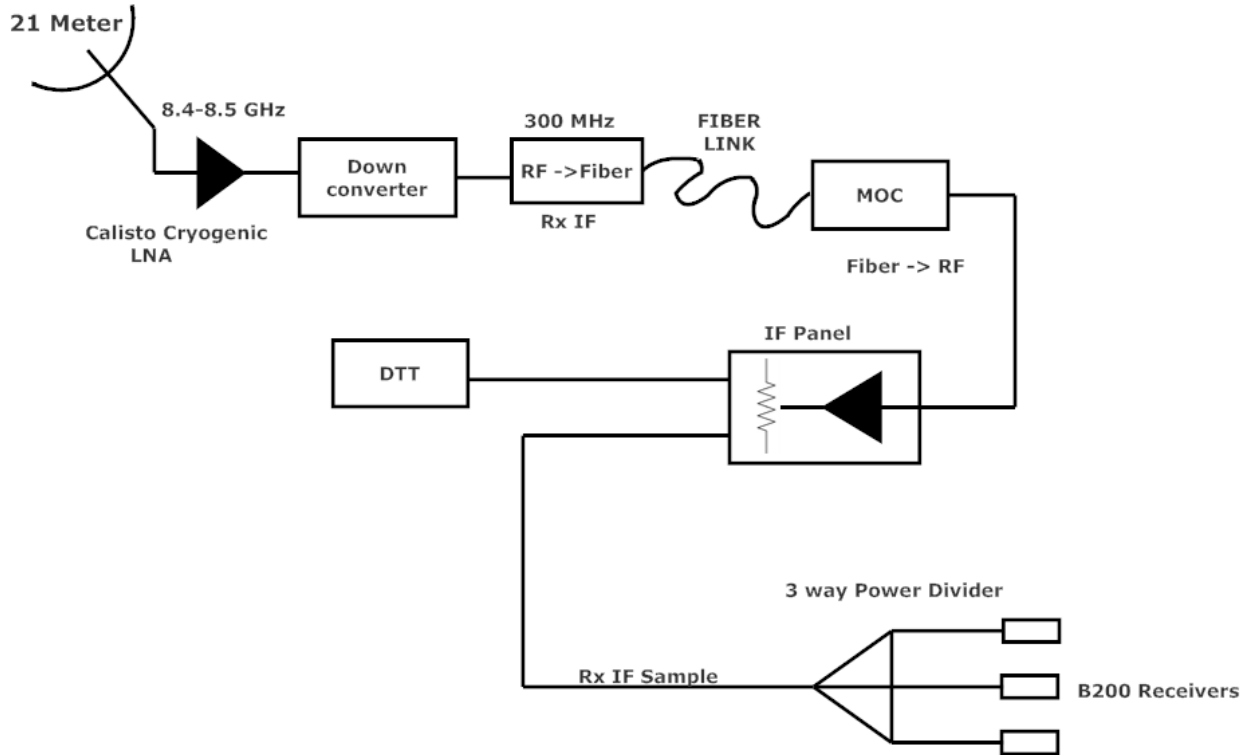 21 Meter
8.4-8.5 GHz
Calisto Cryogenic
LNA
Down
converter
300 MHz
RF ->Fiber
Rx IF
FIBER
LINK
MOC
Fiber -> RF
IF Panel
DTT
3 way Power Divider
Rx IF Sample
B200 Receivers